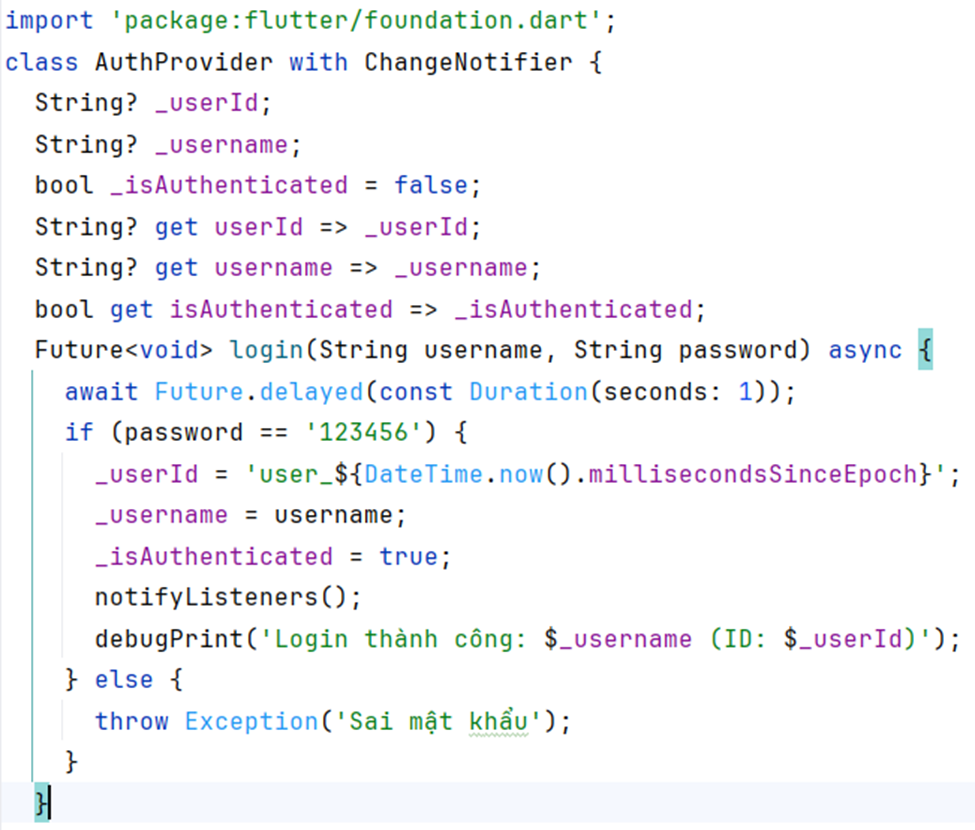 import 'package:flutter/foundation.dart';
class AuthProvider with ChangeNotifier {
  String? _userId;
  String? _username;
  bool _isAuthenticated = false;
  String? get userId => _userId;
  String? get username => _username;
  bool get isAuthenticated => _isAuthenticated;
  Future<void> login(String username, String password) async {
    await Future.delayed(const Duration(seconds: 1));
    if (password == '123456') {
      _userId = 'user_${DateTime.now().millisecondsSinceEpoch}';
      _username = username;
      _isAuthenticated = true;
      notifyListeners();
      debugPrint('Login thành công: $_username (ID: $_userId)');
    } else {
      throw Exception('Sai mật khẩu');
    }
  }